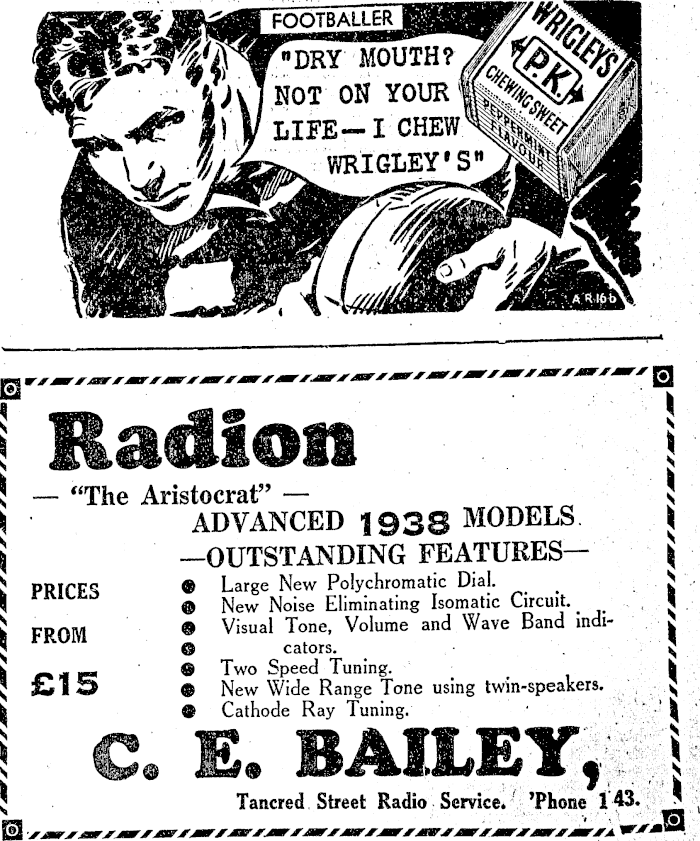 FOOTBALLER
"DRY MOUTH?
NOT ON YOUR
LIFE—I CHEW
WRIGLEY'S"
WRIGLEYS
P.K.
CHEWING SWEET
PEPPERMINT
FLAVOUR
A R 16b
Radion
— "The Aristocrat" —
ADVANCED 1938 MODELS.
—OUTSTANDING FEATURES—
PRICES
FROM
£15
● Large New Polychromatic Dial.
● New Noise Eliminating Isomatic Circuit.
● Visual Tone, Volume and Wave Band indi-
● cators.
● Two Speed Tuning.
● New Wide Range Tone using twin-speakers.
● Cathode Ray Tuning.
C. E. BAILEY,
Tancred Street Radio Service. 'Phone 143.